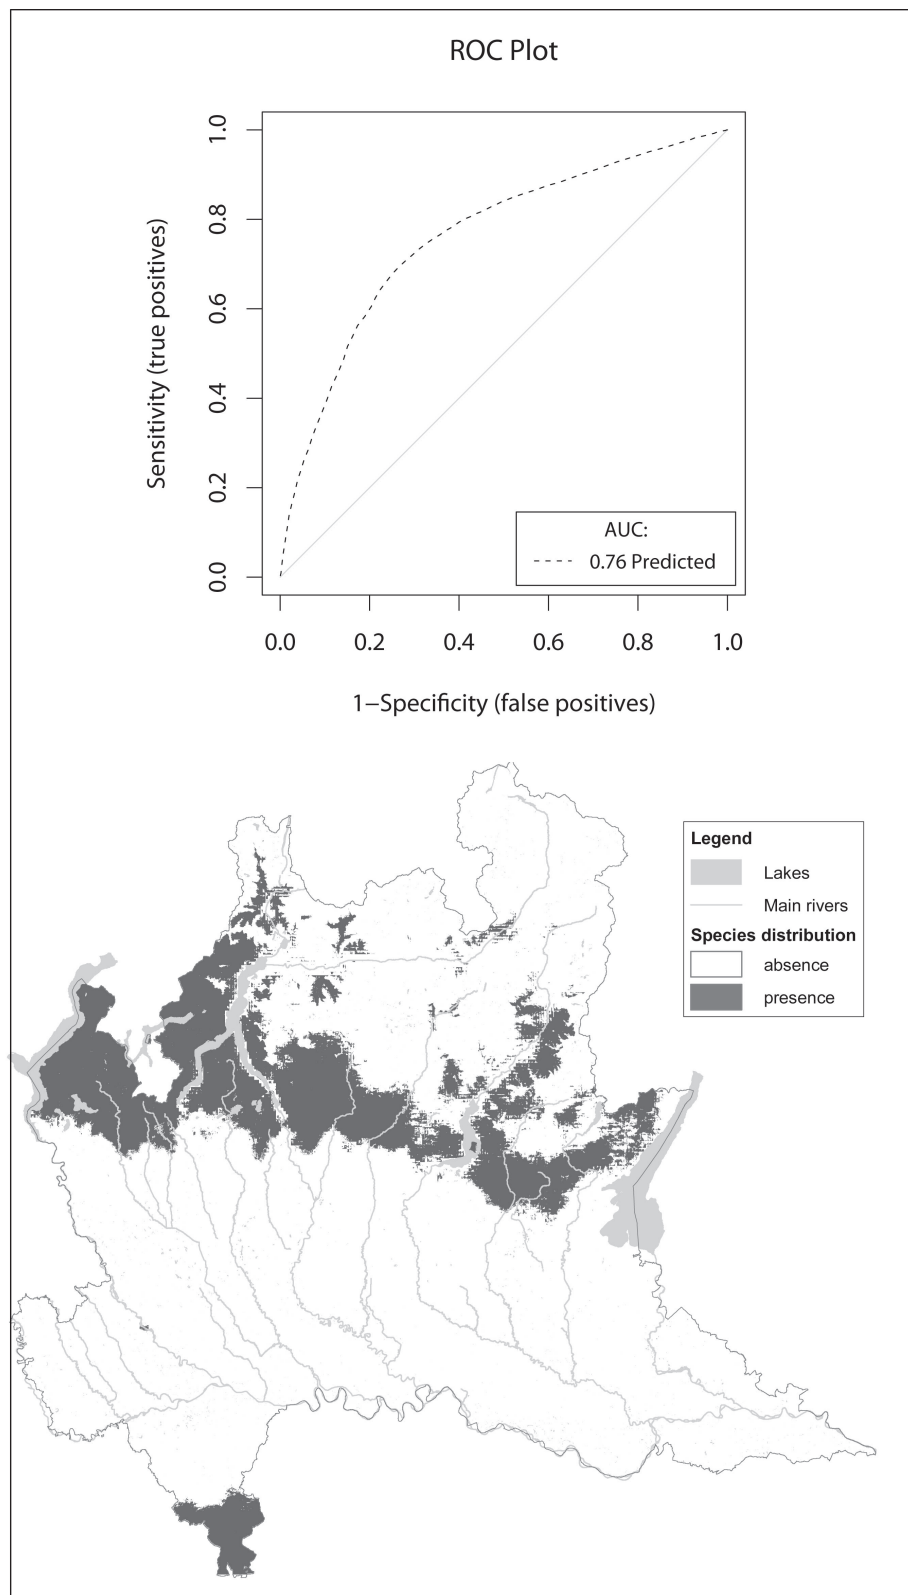 ROC Plot
Sensitivity (true positives)
1.0
0.8
0.6
0.4
0.2
0.0
AUC:
0.76 Predicted
0.0 0.2 0.4 0.6 0.8 1.0
1−Specificity (false positives)
Legend
Lakes
Main rivers
Species distribution
absence
presence